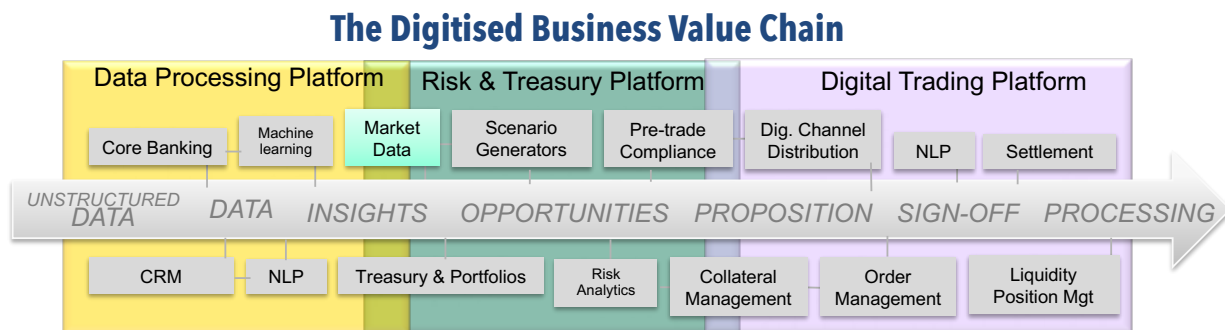 The Digitised Business Value Chain
Data Processing Platform
Risk & Treasury Platform
Digital Trading Platform
Core Banking
Machine
learning
Market
Data
Scenario
Generators
Pre-trade
Compliance
Dig. Channel
Distribution
NLP
Settlement
UNSTRUCTURED
DATA
DATA
INSIGHTS
OPPORTUNITIES
PROPOSITION
SIGN-OFF
PROCESSING
CRM
NLP
Treasury & Portfolios
Risk
Analytics
Collateral
Management
Order
Management
Liquidity
Position Mgt